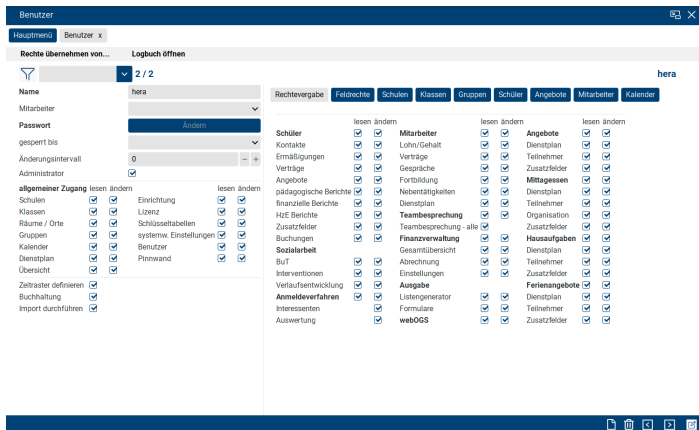 Benutzer
Hauptmenü Benutzer x
Rechte übernehmen von... Logbuch öffnen
2 / 2 hera
Name hera
Mitarbeiter
Passwort Ändern
gesperrt bis
Änderungsintervall 0 − +
Administrator
allgemeiner Zugang lesen ändern lesen ändern
Schulen Einrichtung
Klassen Lizenz
Räume / Orte Schlüsseltabellen
Gruppen systemw. Einstellungen
Kalender Benutzer
Dienstplan Pinnwand
Übersicht
Zeitraster definieren
Buchhaltung
Import durchführen
Rechtevergabe Feldrechte Schulen Klassen Gruppen Schüler Angebote Mitarbeiter Kalender
lesen ändern lesen ändern lesen ändern
Schüler Mitarbeiter Angebote
Kontakte Lohn/Gehalt Dienstplan
Ermäßigungen Verträge Teilnehmer
Verträge Gespräche Zusatzfelder
Angebote Fortbildung Mittagessen
pädagogische Berichte Nebentätigkeiten Dienstplan
finanzielle Berichte Dienstplan Teilnehmer
HzE Berichte Teambesprechung Organisation
Zusatzfelder Teambesprechung - alle Zusatzfelder
Buchungen Finanzverwaltung Hausaufgaben
Sozialarbeit Gesamtübersicht Dienstplan
BuT Abrechnung Teilnehmer
Interventionen Einstellungen Zusatzfelder
Verlaufsentwicklung Ausgabe Ferienangebote
Anmeldeverfahren Listengenerator Dienstplan
Interessenten Formulare Teilnehmer
Auswertung webOGS Zusatzfelder